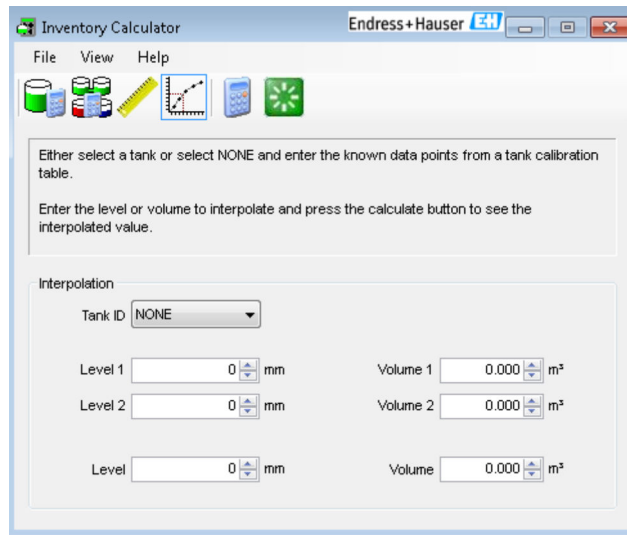 Inventory Calculator
Endress+Hauser EH
File View Help
Either select a tank or select NONE and enter the known data points from a tank calibration
table.
Enter the level or volume to interpolate and press the calculate button to see the
interpolated value.
Interpolation
Tank ID NONE
Level 1 0 mm Volume 1 0.000 m³
Level 2 0 mm Volume 2 0.000 m³
Level 0 mm Volume 0.000 m³